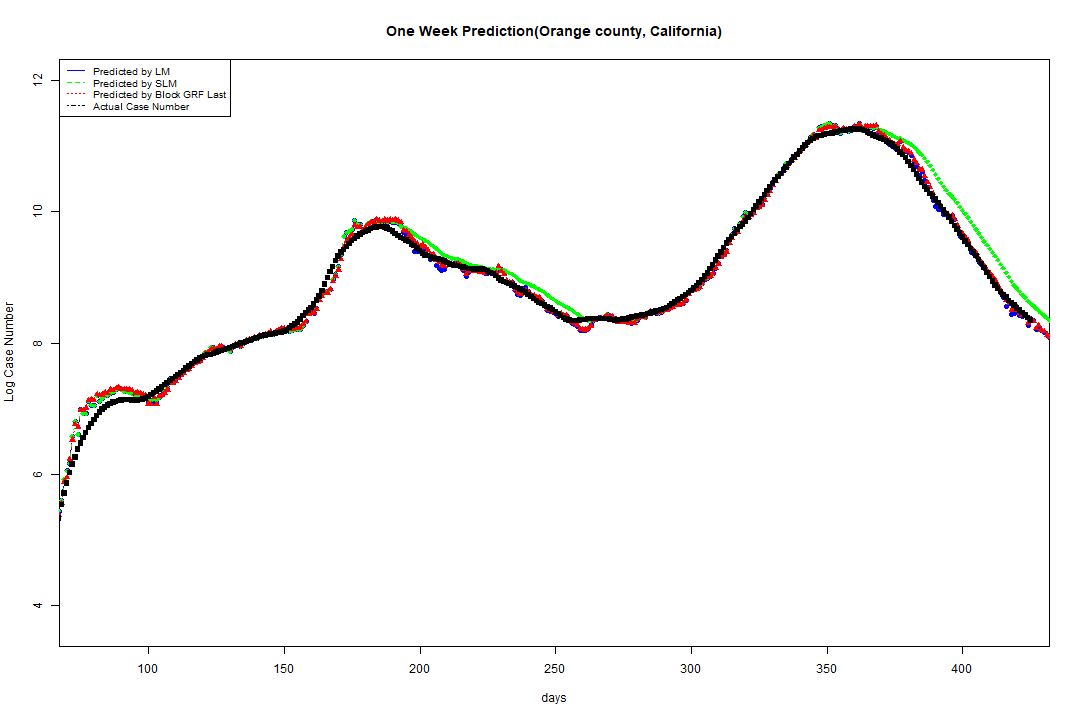 One Week Prediction(Orange county, California)
Predicted by LM
Predicted by SLM
Predicted by Block GRF Last
Actual Case Number
12
10
8
6
4
Log Case Number
100 150 200 250 300 350 400
days